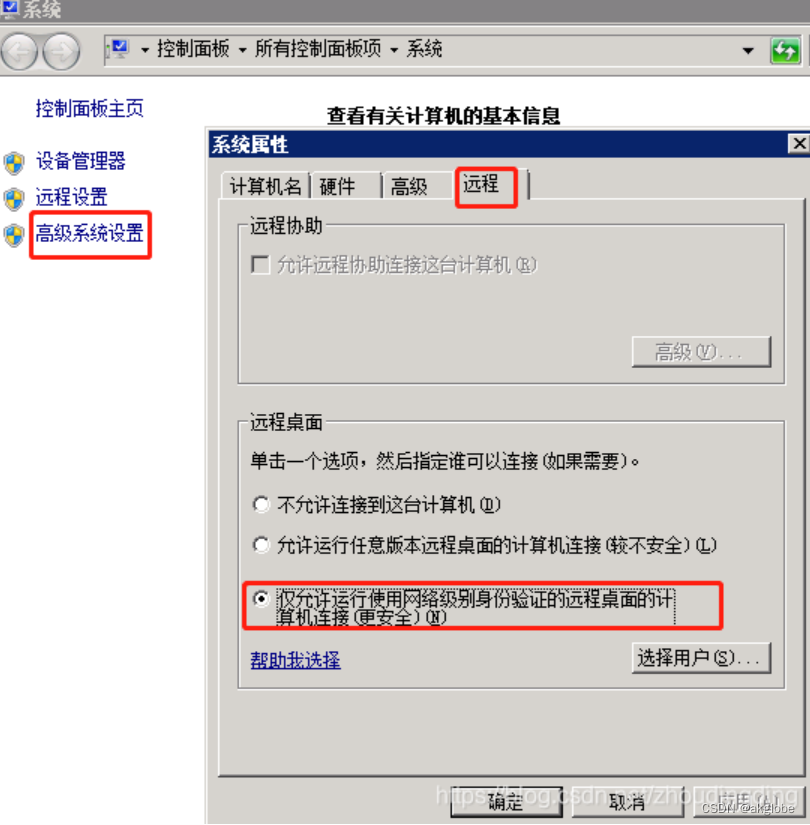 系统
控制面板 所有控制面板项 系统
控制面板主页
查看有关计算机的基本信息
设备管理器
远程设置
高级系统设置
系统属性
计算机名 硬件 高级 远程
远程协助
允许远程协助连接这台计算机(R)
高级(V)...
远程桌面
单击一个选项，然后指定谁可以连接(如果需要)。
不允许连接到这台计算机(D)
允许运行任意版本远程桌面的计算机连接(较不安全)(L)
仅允许运行使用网络级别身份验证的远程桌面的计
算机连接(更安全)(N)
帮助我选择
选择用户(S)...
确定 取消 应用(A)
https://blog.csdn.net/zhoudingding
CSDN @akglobe